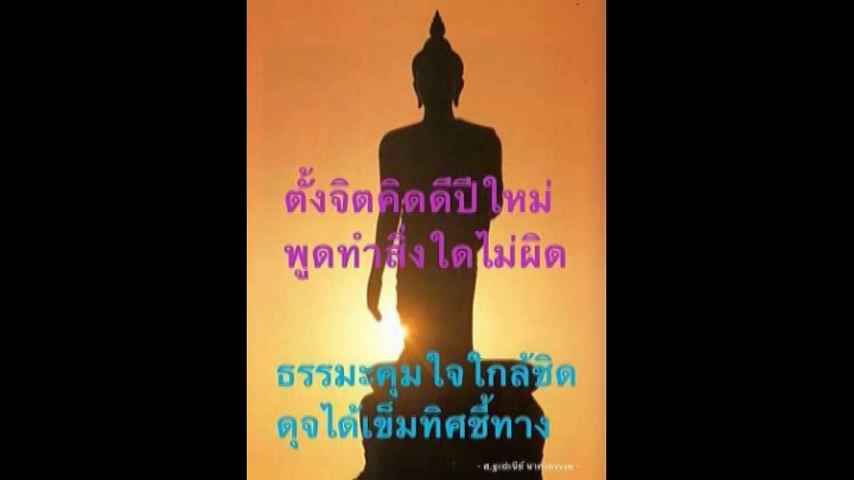 ตั้งจิตคิดดีปีใหม่
พูดทำสิ่งใดไม่ผิด
ธรรมะคุมใจใกล้ชิด
ดุจได้เข็มทิศชี้ทาง